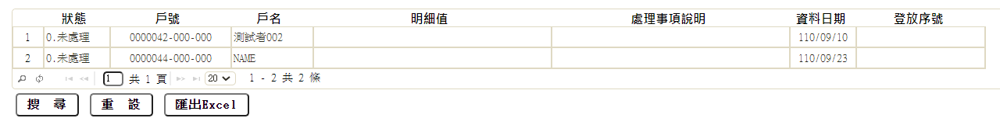 狀態 戶號 戶名 明細值 處理事項說明 資料日期 登放序號
1 0.未處理 0000042-000-000 測試者002 110/09/10
2 0.未處理 0000044-000-000 NAME 110/09/23
1 共 1 頁 20 1 - 2 共 2 條
搜 尋 重 設 匯出Excel